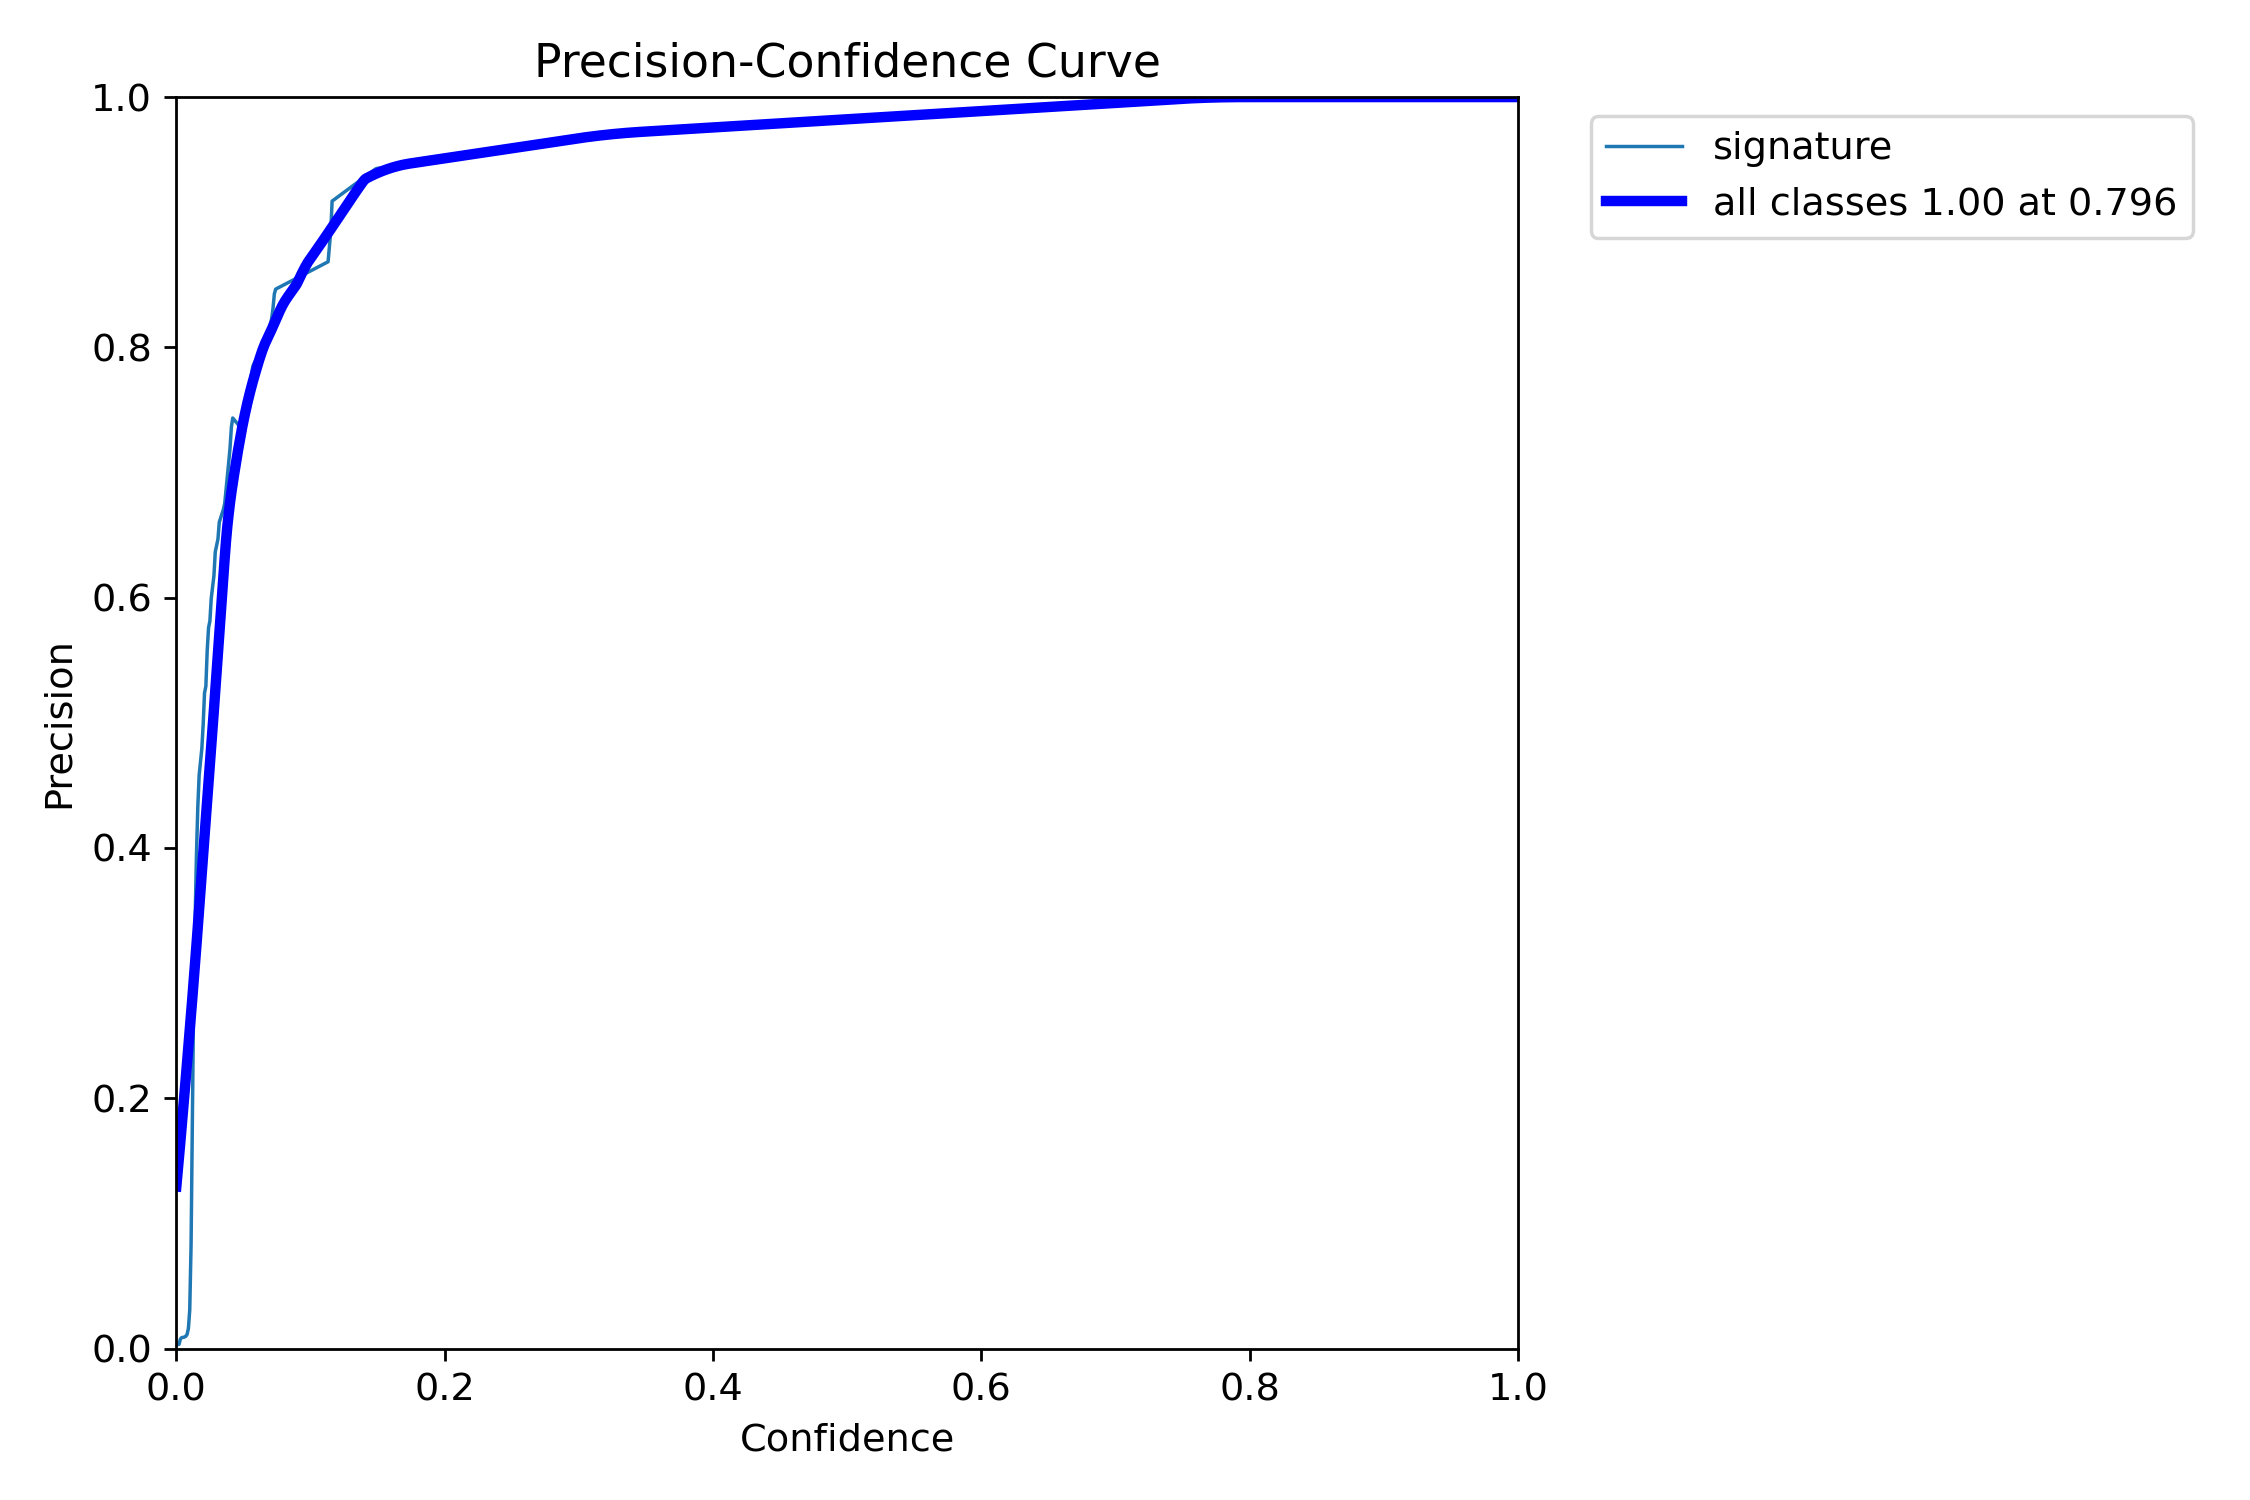 Precision-Confidence Curve
1.0
0.8
0.6
0.4
0.2
0.0
Precision
0.0 0.2 0.4 0.6 0.8 1.0
Confidence
signature
all classes 1.00 at 0.796